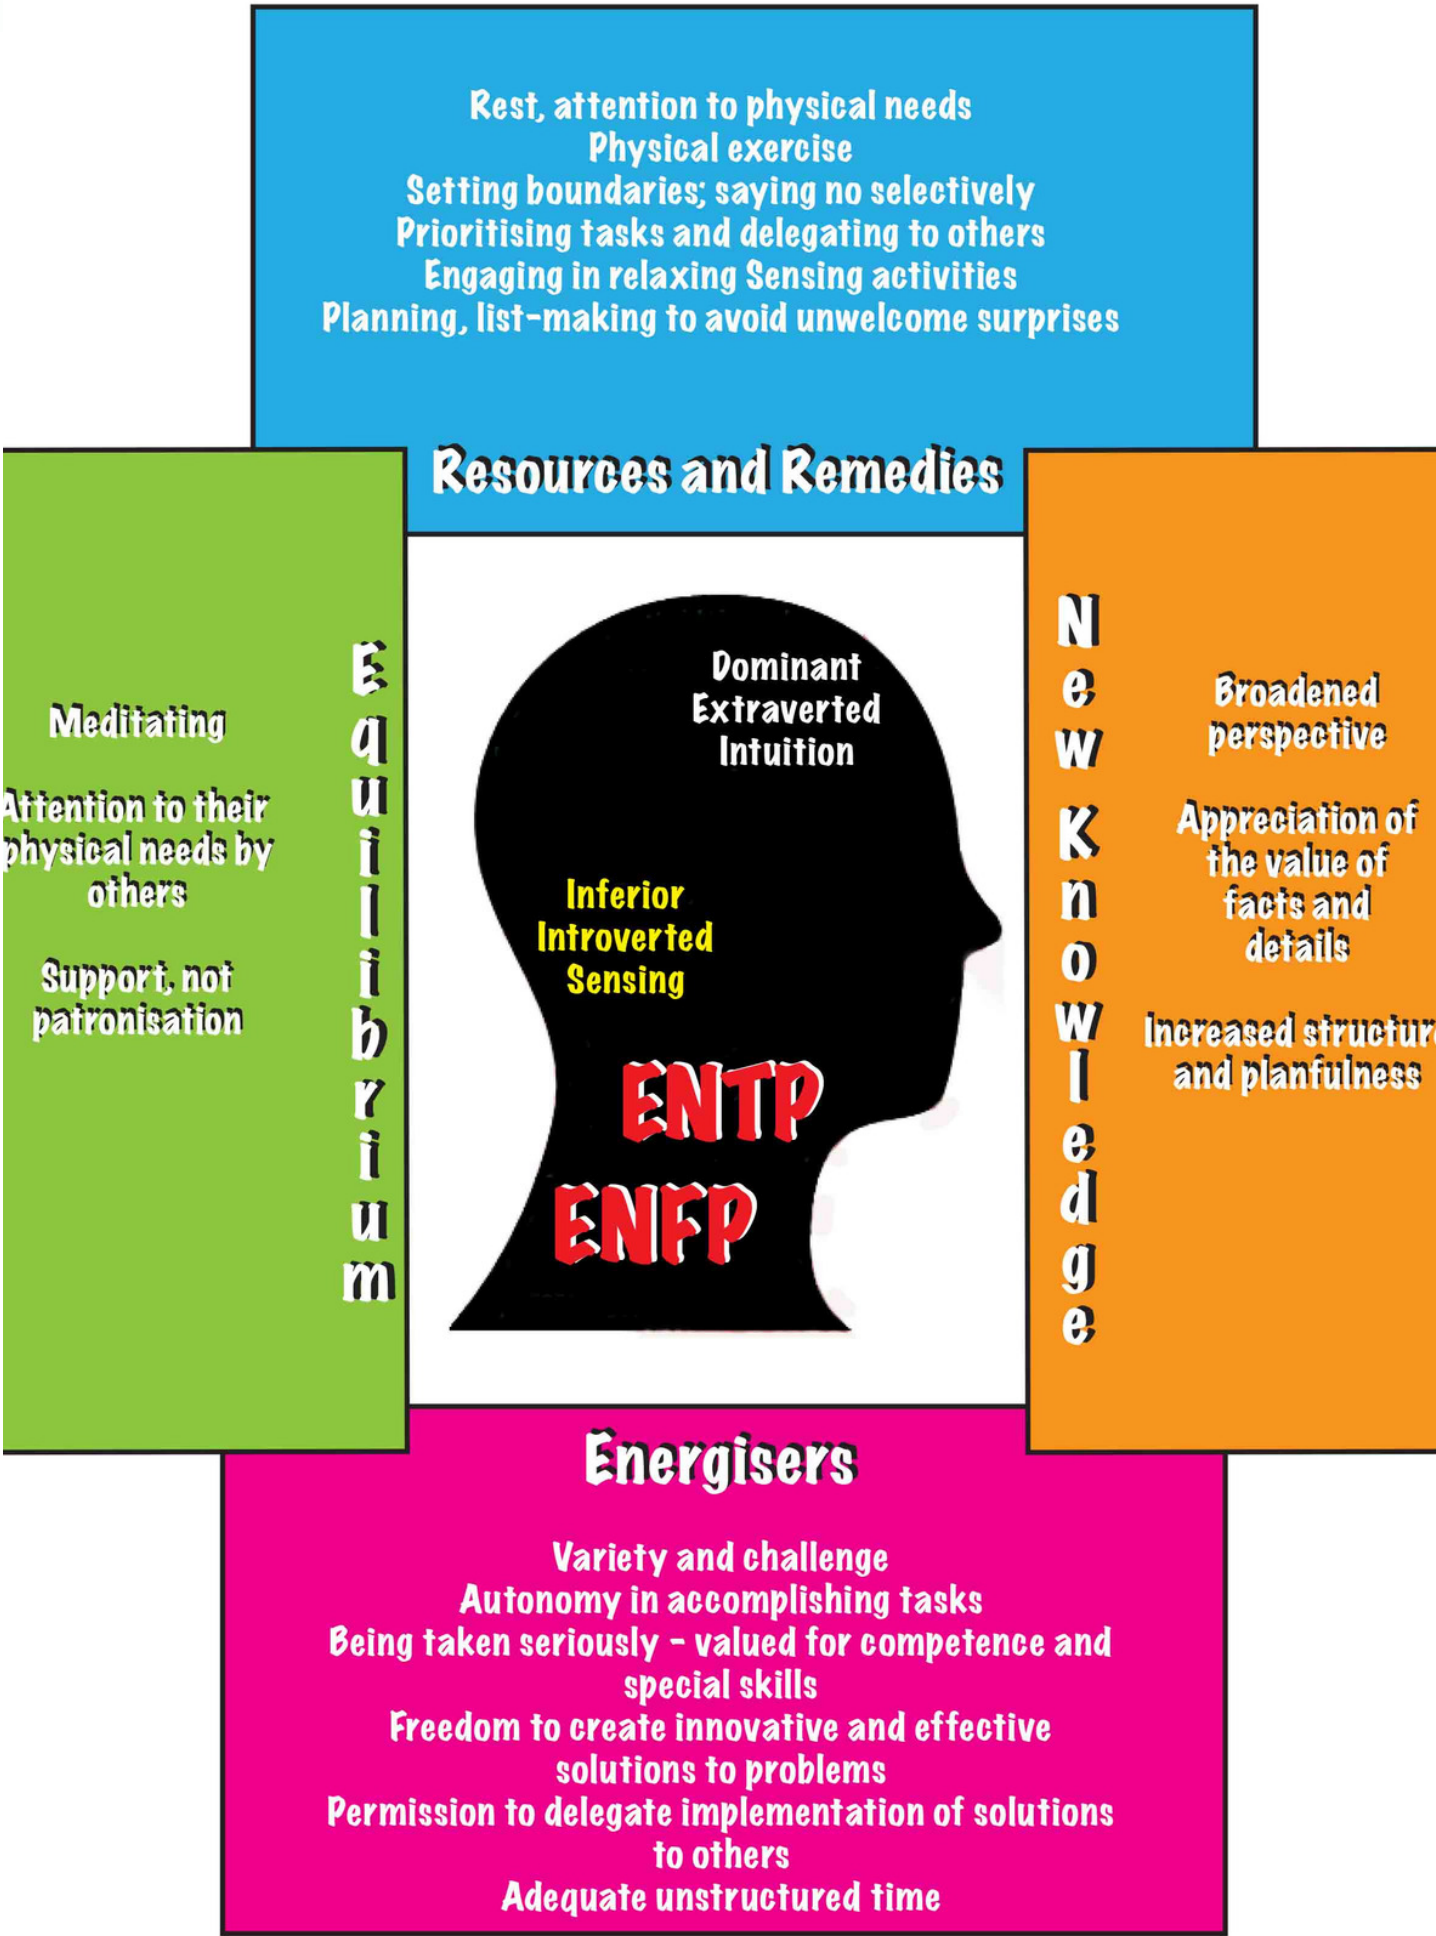 Rest, attention to physical needs
Physical exercise
Setting boundaries; saying no selectively
Prioritising tasks and delegating to others
Engaging in relaxing Sensing activities
Planning, list-making to avoid unwelcome surprises
Resources and Remedies
Equilibrium
Meditating
Attention to their
physical needs by
others
Support, not
patronisation
Dominant
Extraverted
Intuition
Inferior
Introverted
Sensing
ENTP
ENFP
New Knowledge
Broadened
perspective
Appreciation of
the value of
facts and
details
Increased structure
and planfulness
Energisers
Variety and challenge
Autonomy in accomplishing tasks
Being taken seriously - valued for competence and
special skills
Freedom to create innovative and effective
solutions to problems
Permission to delegate implementation of solutions
to others
Adequate unstructured time